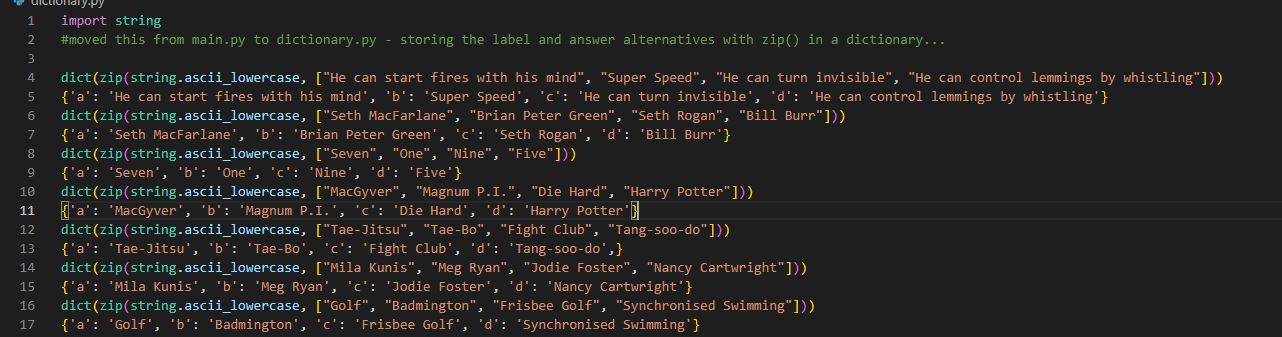 dictionary.py
1 import string
2 #moved this from main.py to dictionary.py - storing the label and answer alternatives with zip() in a dictionary...
3
4 dict(zip(string.ascii_lowercase, ["He can start fires with his mind", "Super Speed", "He can turn invisible", "He can control lemmings by whistling"]))
5 {'a': 'He can start fires with his mind', 'b': 'Super Speed', 'c': 'He can turn invisible', 'd': 'He can control lemmings by whistling'}
6 dict(zip(string.ascii_lowercase, ["Seth MacFarlane", "Brian Peter Green", "Seth Rogan", "Bill Burr"]))
7 {'a': 'Seth MacFarlane', 'b': 'Brian Peter Green', 'c': 'Seth Rogan', 'd': 'Bill Burr'}
8 dict(zip(string.ascii_lowercase, ["Seven", "One", "Nine", "Five"]))
9 {'a': 'Seven', 'b': 'One', 'c': 'Nine', 'd': 'Five'}
10 dict(zip(string.ascii_lowercase, ["MacGyver", "Magnum P.I.", "Die Hard", "Harry Potter"]))
11 {'a': 'MacGyver', 'b': 'Magnum P.I.', 'c': 'Die Hard', 'd': 'Harry Potter'}
12 dict(zip(string.ascii_lowercase, ["Tae-Jitsu", "Tae-Bo", "Fight Club", "Tang-soo-do"]))
13 {'a': 'Tae-Jitsu', 'b': 'Tae-Bo', 'c': 'Fight Club', 'd': 'Tang-soo-do',}
14 dict(zip(string.ascii_lowercase, ["Mila Kunis", "Meg Ryan", "Jodie Foster", "Nancy Cartwright"]))
15 {'a': 'Mila Kunis', 'b': 'Meg Ryan', 'c': 'Jodie Foster', 'd': 'Nancy Cartwright'}
16 dict(zip(string.ascii_lowercase, ["Golf", "Badmington", "Frisbee Golf", "Synchronised Swimming"]))
17 {'a': 'Golf', 'b': 'Badmington', 'c': 'Frisbee Golf', 'd': 'Synchronised Swimming'}